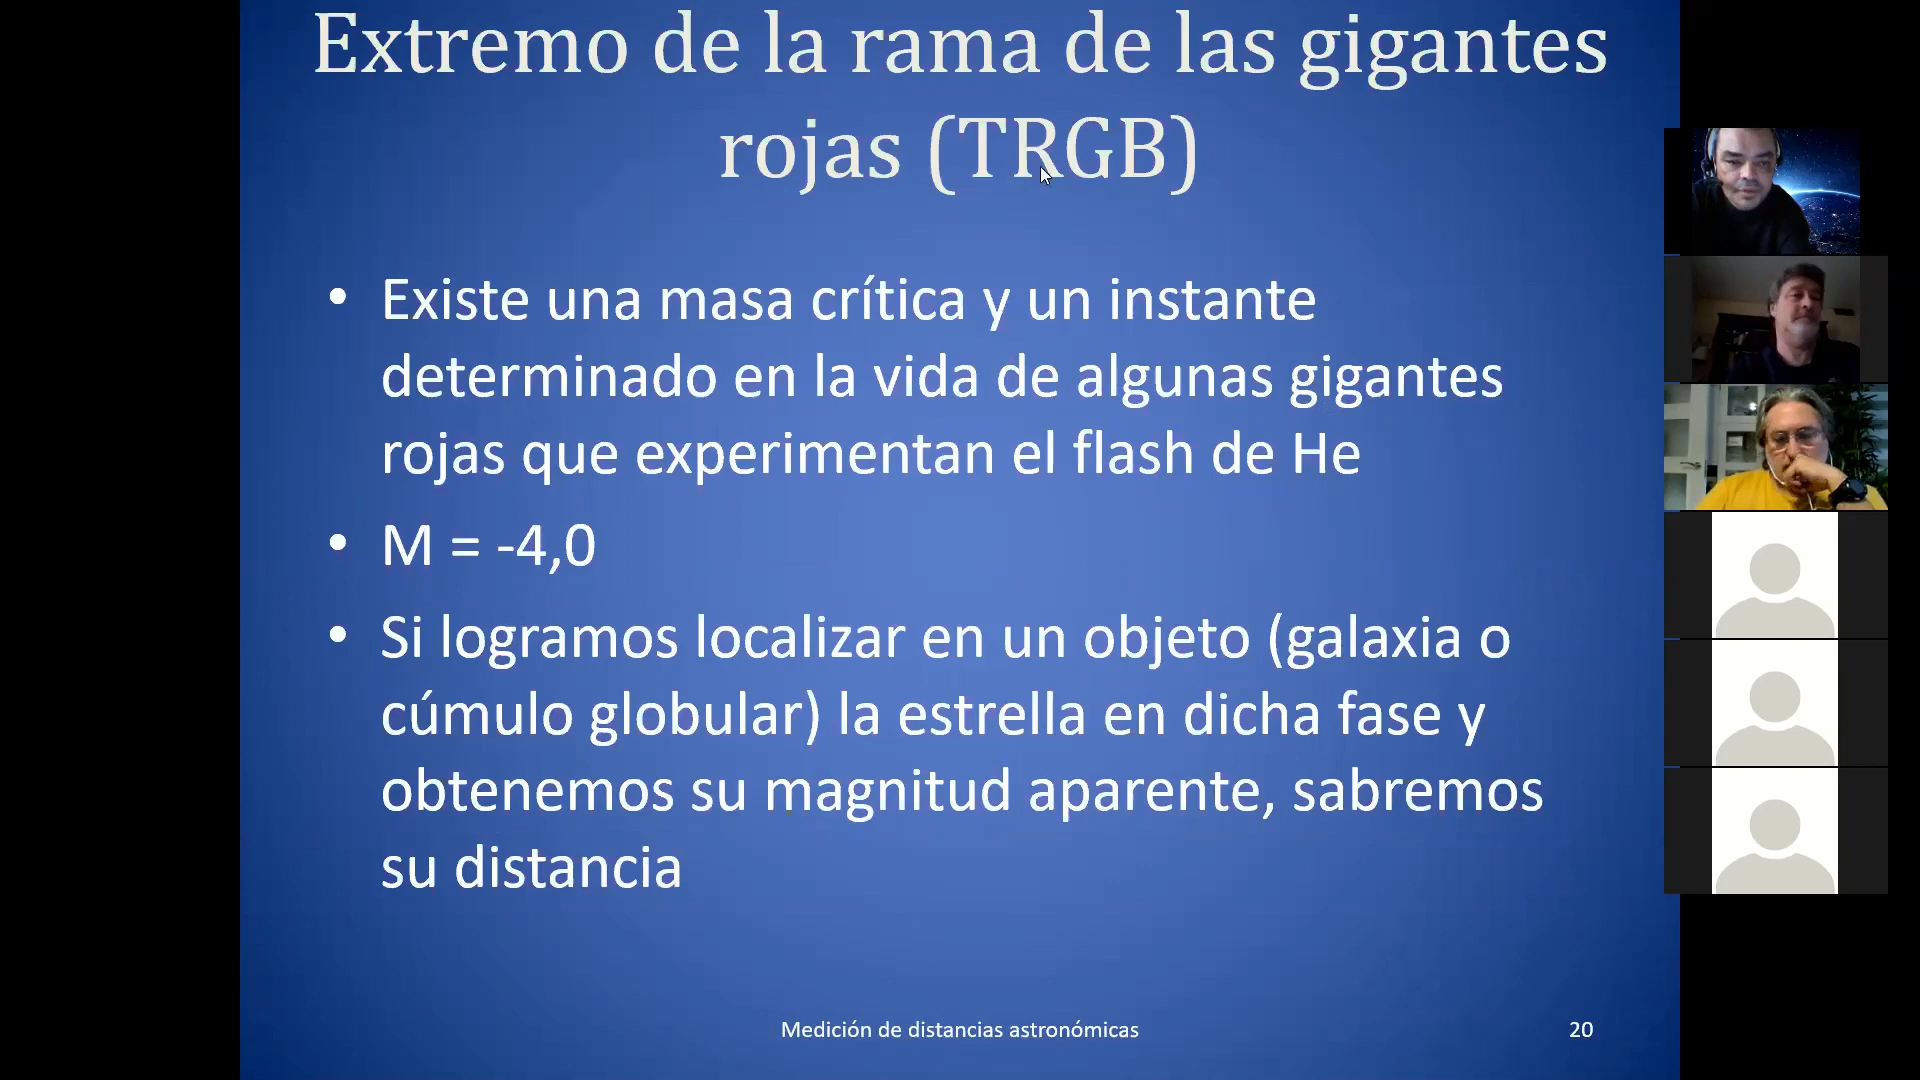 Extremo de la rama de las gigantes
rojas (TRGB)
• Existe una masa crítica y un instante
determinado en la vida de algunas gigantes
rojas que experimentan el flash de He
• M = -4,0
• Si logramos localizar en un objeto (galaxia o
cúmulo globular) la estrella en dicha fase y
obtenemos su magnitud aparente, sabremos
su distancia
Medición de distancias astronómicas
20